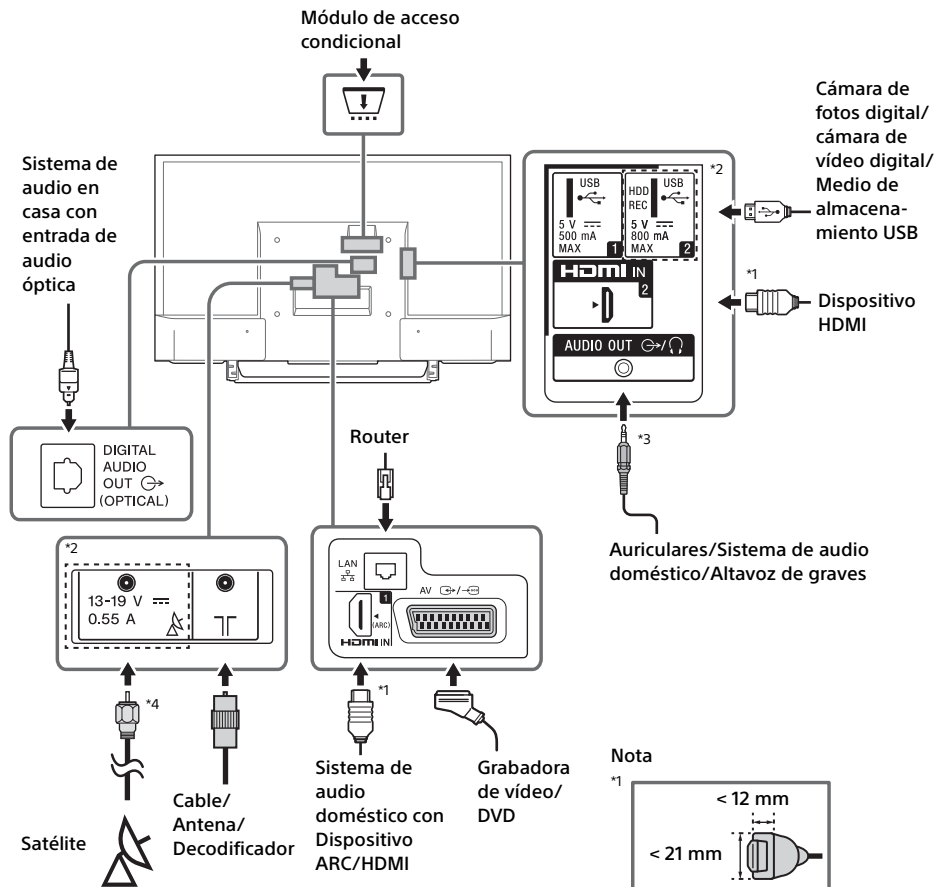 Módulo de acceso
condicional
Sistema de
audio en
casa con
entrada de
audio
óptica
*2
USB
5 V
500 mA
MAX
1
HDD
REC
USB
5 V
800 mA
MAX
2
HDMI IN
2
AUDIO OUT
Cámara de
fotos digital/
cámara de
vídeo digital/
Medio de
almacena-
miento USB
*1
Dispositivo
HDMI
*3
Auriculares/Sistema de audio
doméstico/Altavoz de graves
DIGITAL
AUDIO
OUT
(OPTICAL)
Router
*2
13-19 V
0.55 A
LAN
1
(ARC)
HDMI IN
AV
*4
Satélite
Cable/
Antena/
Decodificador
*1
Sistema de
audio
doméstico con
Dispositivo
ARC/HDMI
Grabadora
de vídeo/
DVD
Nota
*1
< 12 mm
< 21 mm